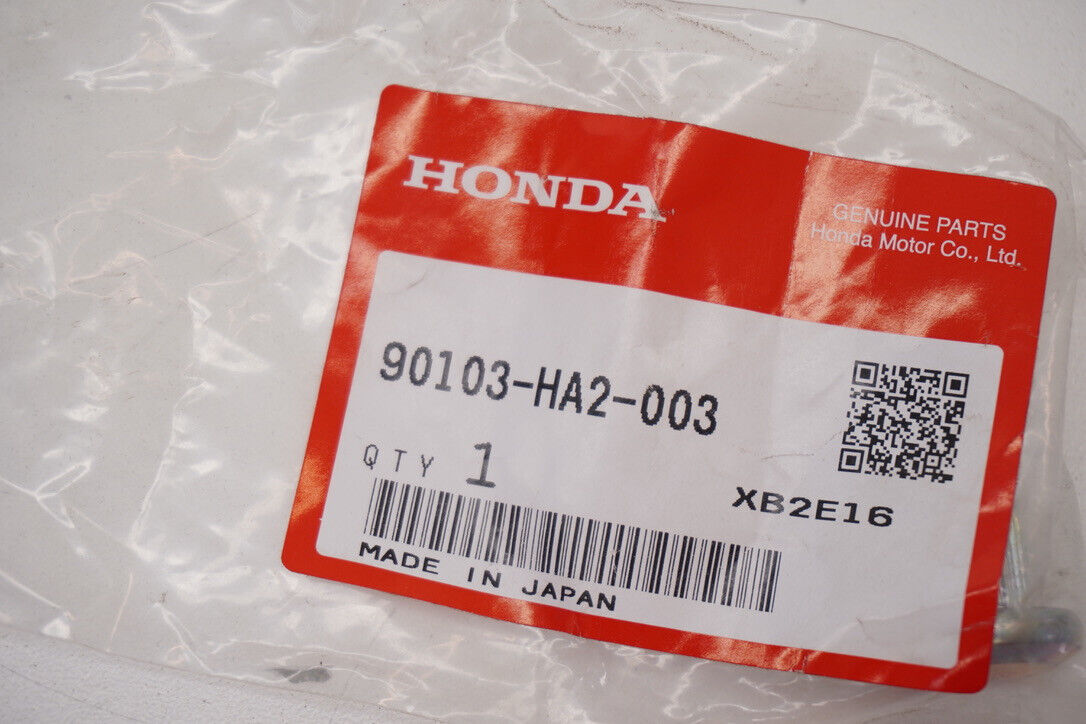 HONDA
GENUINE PARTS
Honda Motor Co., Ltd.
90103-HA2-003
QTY 1
XB2E16
MADE IN JAPAN